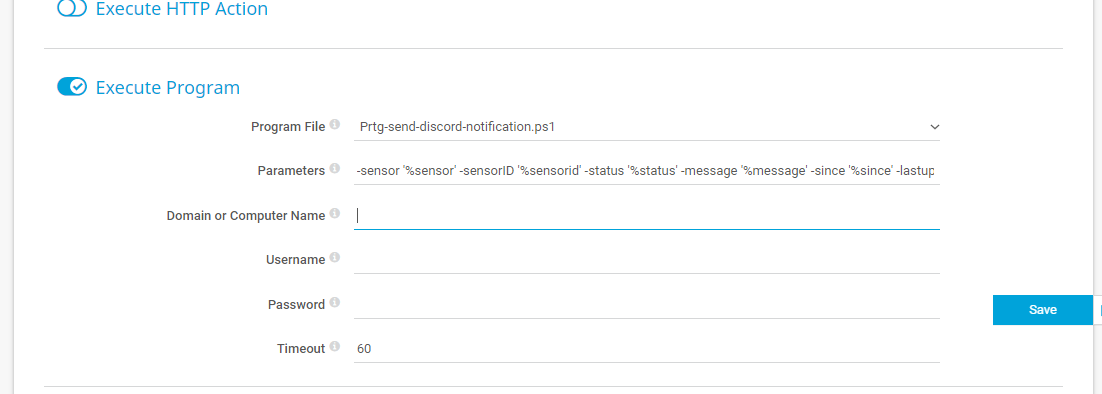 Execute HTTP Action
Execute Program
Program File Prtg-send-discord-notification.ps1
Parameters -sensor '%sensor' -sensorID '%sensorid' -status '%status' -message '%message' -since '%since' -lastup
Domain or Computer Name
Username
Password
Save
Timeout 60